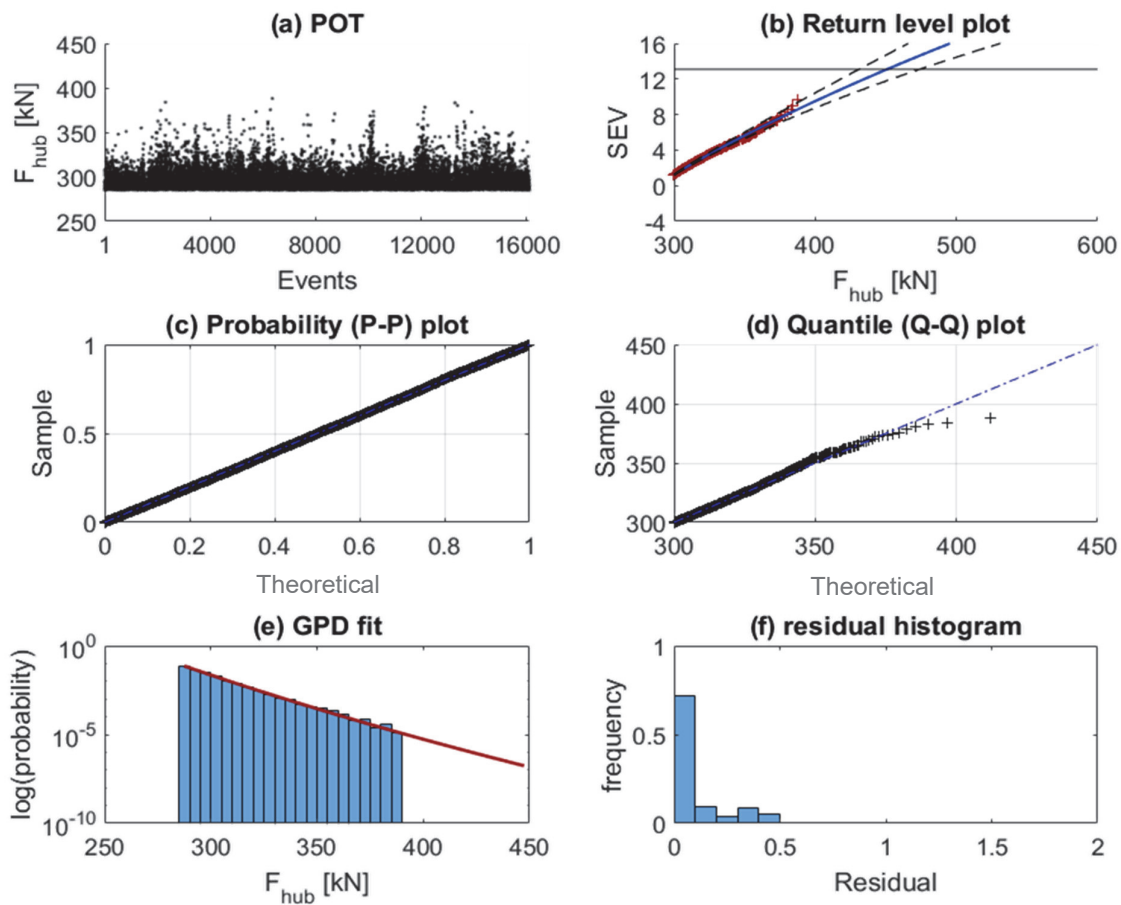 (a) POT
450
400
350
300
250
F_hub [kN]
1 4000 8000 12000 16000
Events
(b) Return level plot
16
12
8
4
0
-4
SEV
300 400 500 600
F_hub [kN]
(c) Probability (P-P) plot
1
0.5
0
Sample
0 0.2 0.4 0.6 0.8 1
Theoretical
(d) Quantile (Q-Q) plot
450
400
350
300
Sample
300 350 400 450
Theoretical
(e) GPD fit
10^0
10^-5
10^-10
log(probability)
250 300 350 400 450
F_hub [kN]
(f) residual histogram
1
0.5
0
frequency
0 0.5 1 1.5 2
Residual